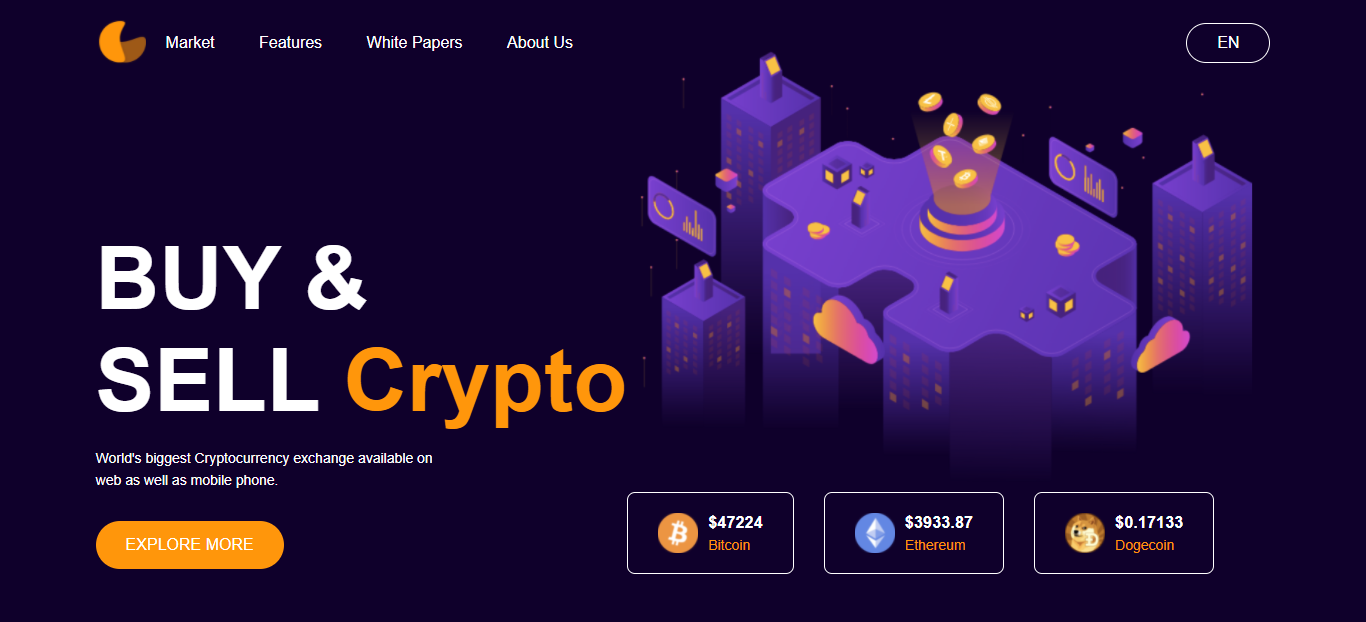 Market
Features
White Papers
About Us
EN
BUY &
SELL Crypto
World's biggest Cryptocurrency exchange available on
web as well as mobile phone.
EXPLORE MORE
$47224
Bitcoin
$3933.87
Ethereum
$0.17133
Dogecoin